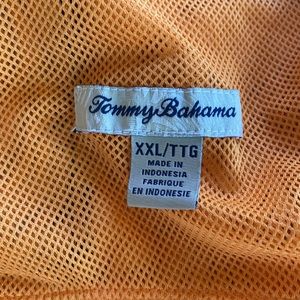 Tommy Bahama
XXL/TTG
MADE IN
INDONESIA
FABRIQUE
EN INDONESIE